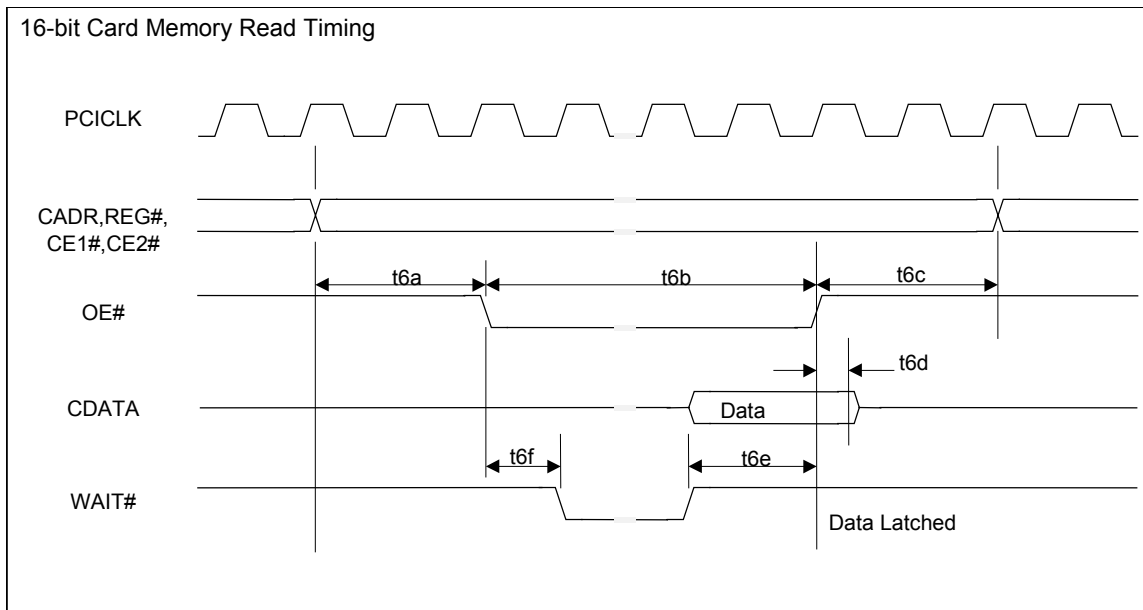 16-bit Card Memory Read Timing
PCICLK
CADR,REG#,
CE1#,CE2#
t6a
t6b
t6c
OE#
t6d
CDATA
Data
t6f
t6e
WAIT#
Data Latched